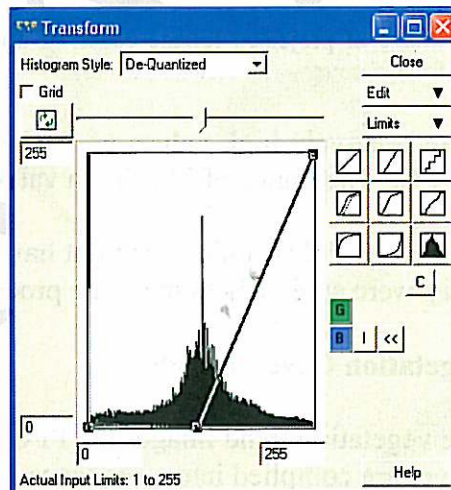 Transform
Histogram Style: De-Quantized
Close
Grid
Edit
Limits
255
C
G
B I <<
0
0 255
Actual Input Limits: 1 to 255
Help